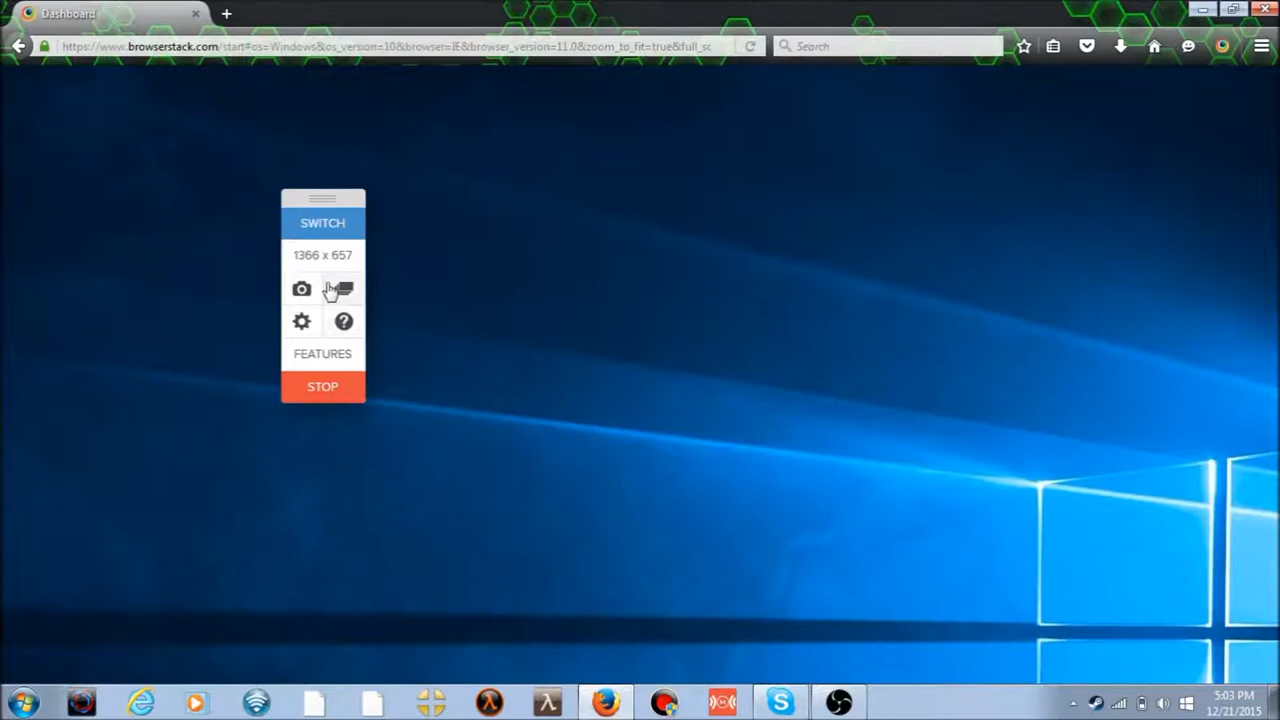 Dashboard
https://www.browserstack.com/start#os=Windows&os_version=10&browser=IE&browser_version=11.0&zoom_to_fit=true&full_sc
Search
SWITCH
1366 x 657
FEATURES
STOP
5:03 PM
12/21/2015